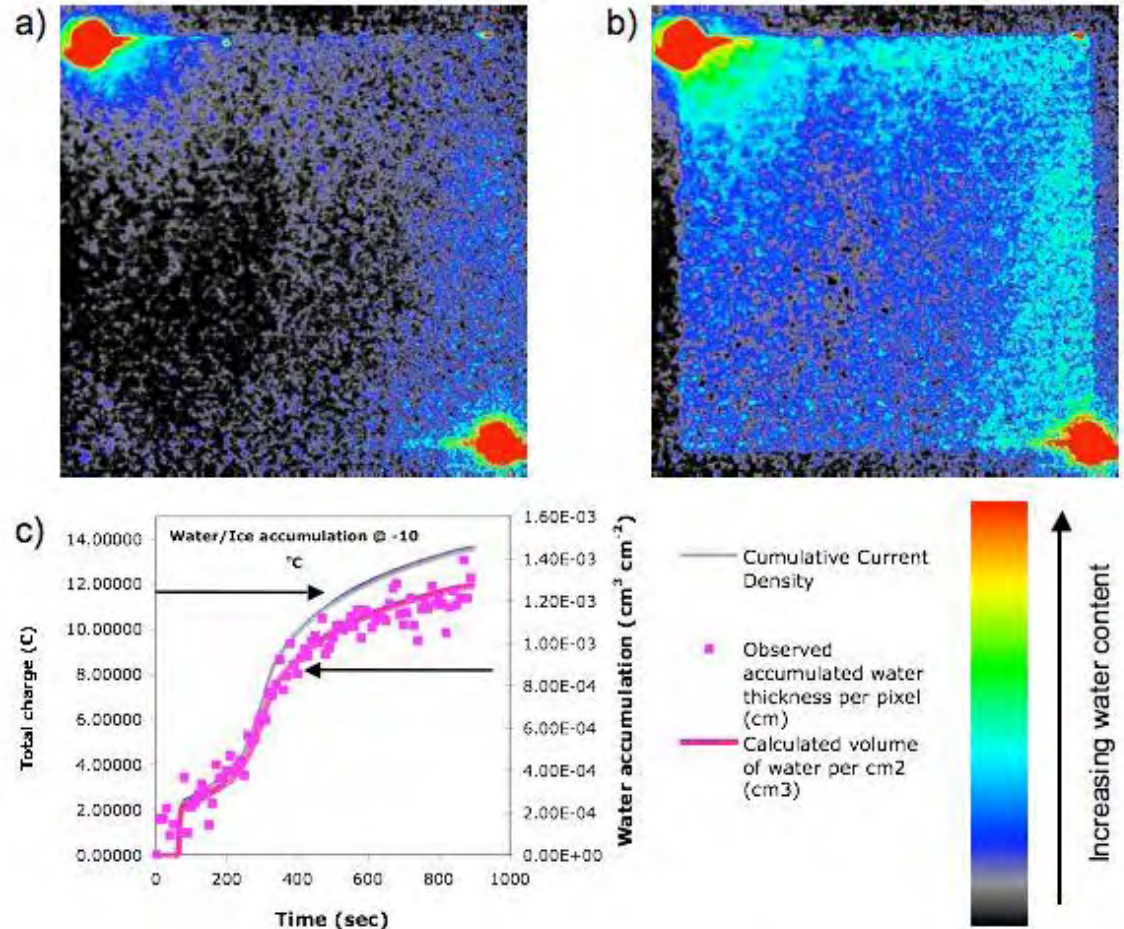 a)
b)
c)
Water/Ice accumulation @ -10
°C
14.00000
12.00000
10.00000
8.00000
6.00000
4.00000
2.00000
0.00000
Total charge (C)
1.60E-03
1.40E-03
1.20E-03
1.00E-03
8.00E-04
6.00E-04
4.00E-04
2.00E-04
0.00E+00
Water accumulation (cm³ cm⁻²)
0
200
400
600
800
1000
Time (sec)
Cumulative Current
Density
Observed
accumulated water
thickness per pixel
(cm)
Calculated volume
of water per cm2
(cm3)
Increasing water content